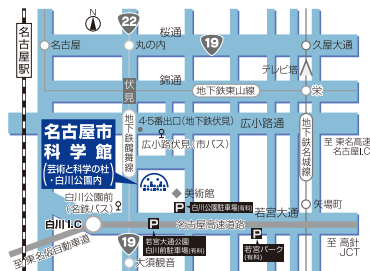 N
22
桜通
19
名古屋駅
名古屋
丸の内
久屋大通
テレビ塔
錦通
伏見
地下鉄東山線
栄
4・5番出口(地下鉄伏見)
広小路通
名古屋市
科学館
(芸術と科学の杜
・白川公園内)
地下鉄鶴舞線
広小路伏見(市バス)
地下鉄名城線
至 東名高速
名古屋I.C
美術館
白川公園前
(名鉄バス)
P 白川公園駐車場(有料)
若宮大通
矢場町
白川I.C
P
名古屋高速道路
至 東名阪自動車道
19
若宮大通公園
白川前駐車場(有料)
P
若宮パーク
(有料)
至 高針
JCT
大須観音